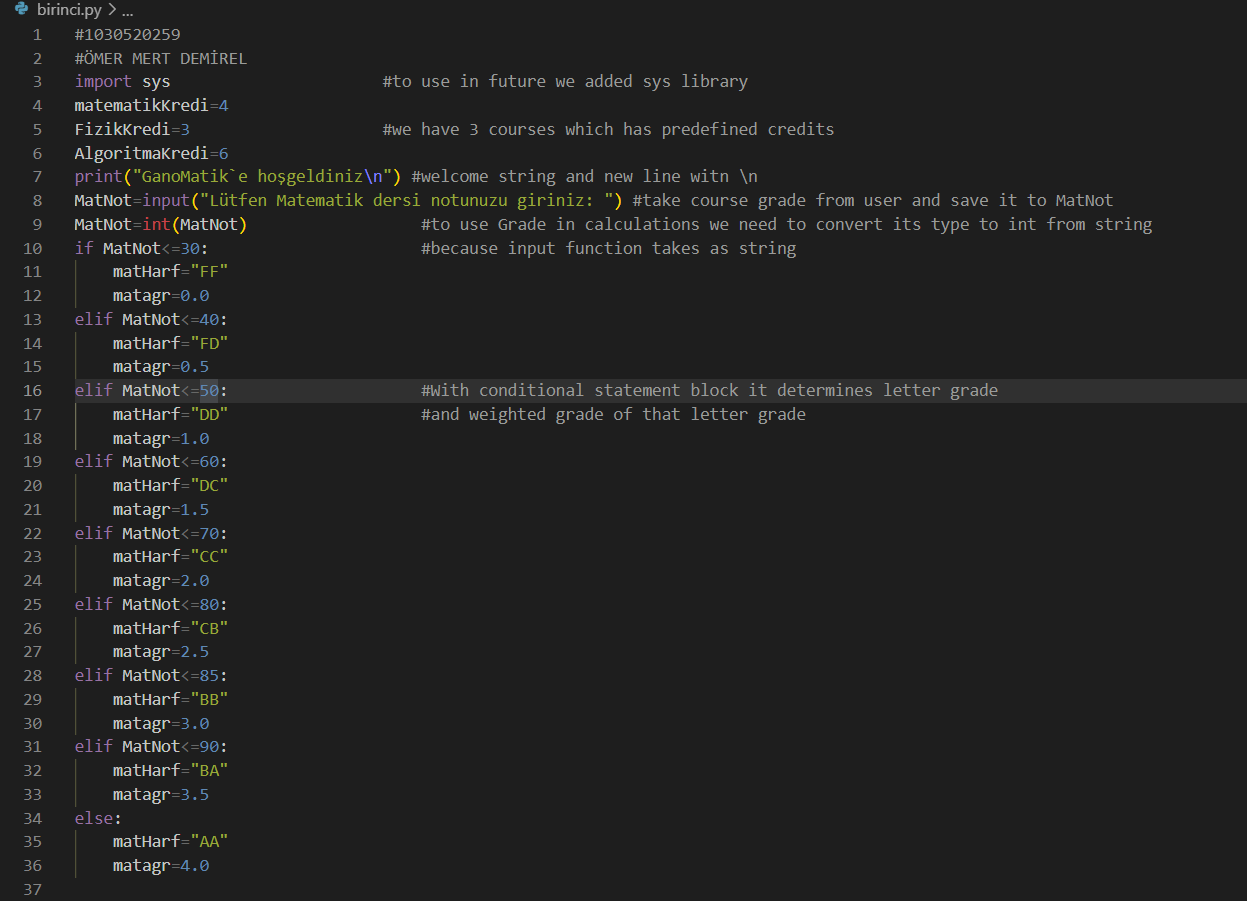 birinci.py > ...
1 #1030520259
2 #ÖMER MERT DEMİREL
3 import sys #to use in future we added sys library
4 matematikKredi=4
5 FizikKredi=3 #we have 3 courses which has predefined credits
6 AlgoritmaKredi=6
7 print("GanoMatik`e hoşgeldiniz\n") #welcome string and new line witn \n
8 MatNot=input("Lütfen Matematik dersi notunuzu giriniz: ") #take course grade from user and save it to MatNot
9 MatNot=int(MatNot) #to use Grade in calculations we need to convert its type to int from string
10 if MatNot<=30: #because input function takes as string
11 matHarf="FF"
12 matagr=0.0
13 elif MatNot<=40:
14 matHarf="FD"
15 matagr=0.5
16 elif MatNot<=50: #With conditional statement block it determines letter grade
17 matHarf="DD" #and weighted grade of that letter grade
18 matagr=1.0
19 elif MatNot<=60:
20 matHarf="DC"
21 matagr=1.5
22 elif MatNot<=70:
23 matHarf="CC"
24 matagr=2.0
25 elif MatNot<=80:
26 matHarf="CB"
27 matagr=2.5
28 elif MatNot<=85:
29 matHarf="BB"
30 matagr=3.0
31 elif MatNot<=90:
32 matHarf="BA"
33 matagr=3.5
34 else:
35 matHarf="AA"
36 matagr=4.0
37